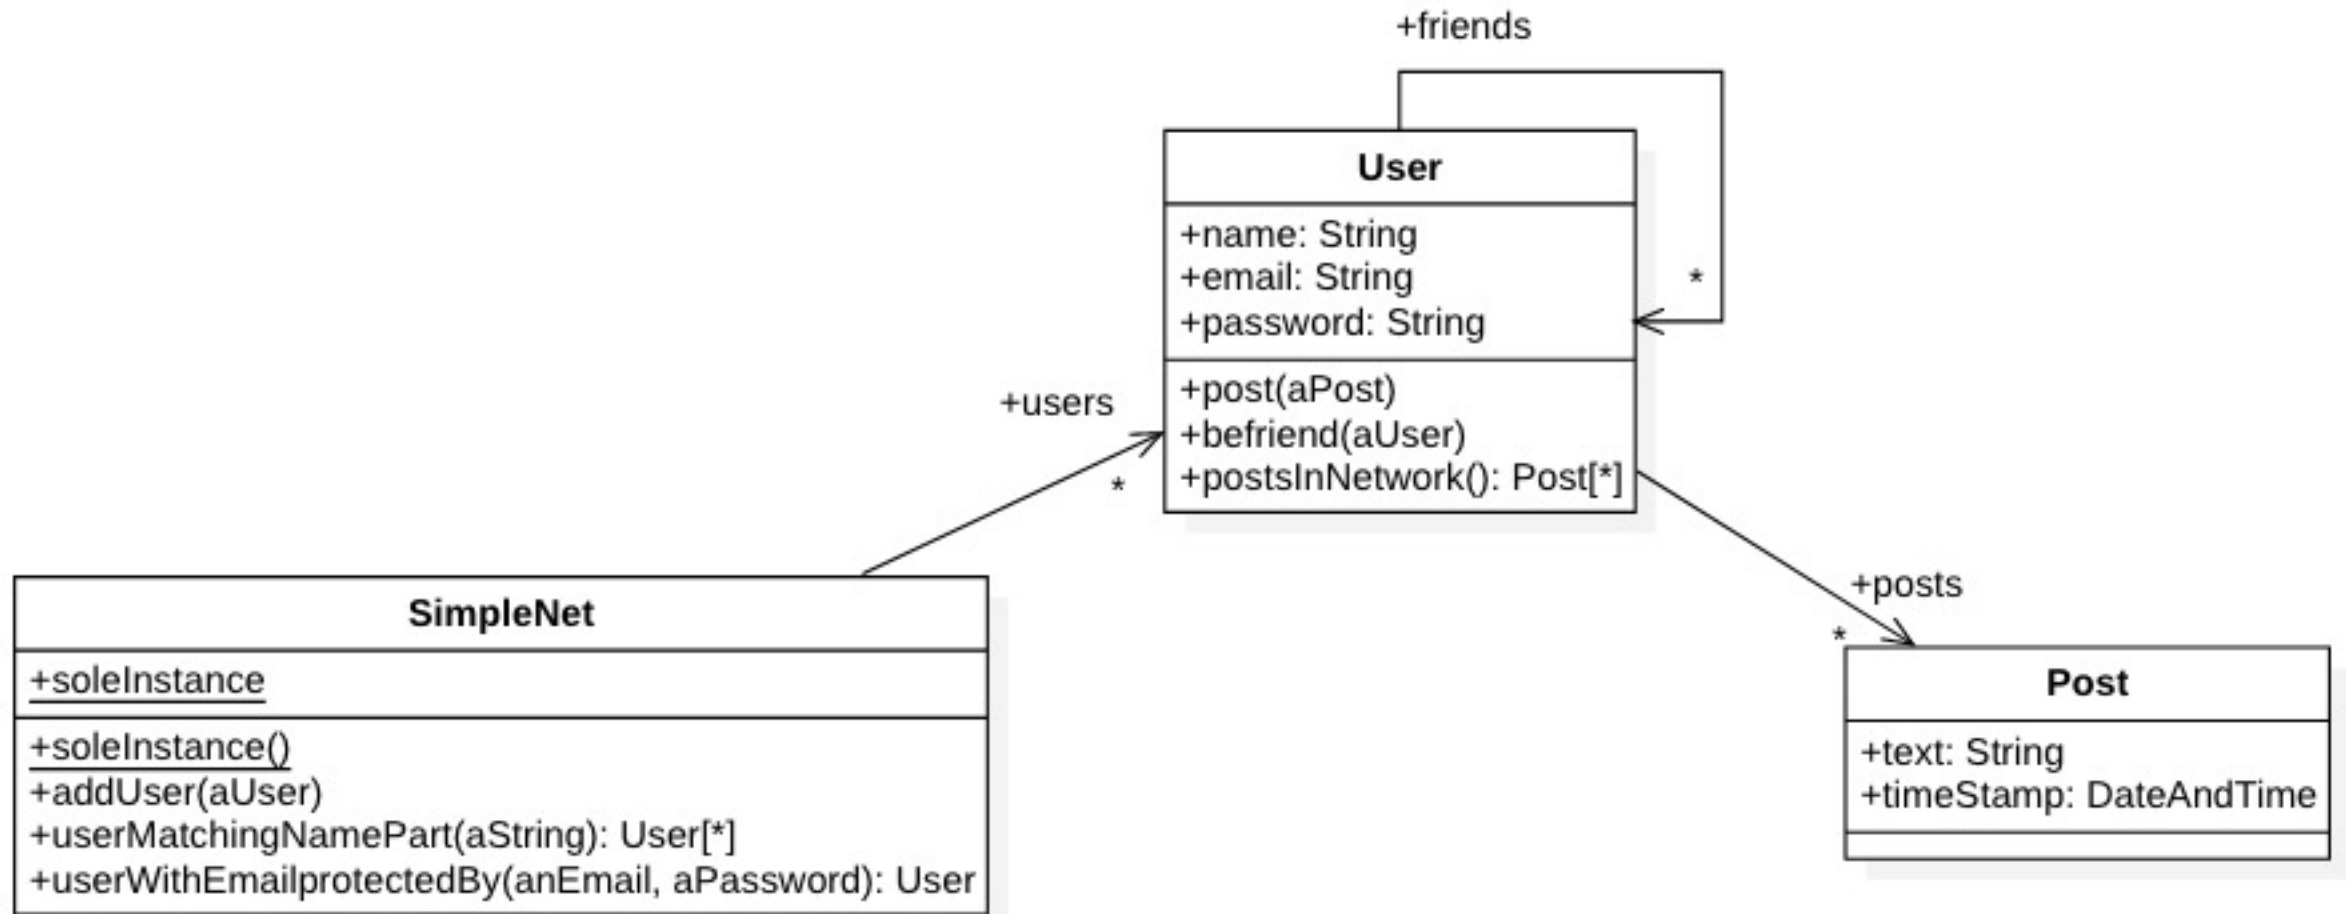 +friends
User
+name: String
+email: String
*
+password: String
+post(aPost)
+users
+befriend(aUser)
+postsInNetwork(): Post[*]
*
+posts
*
SimpleNet
+soleInstance
+soleInstance()
+addUser(aUser)
+userMatchingNamePart(aString): User[*]
+userWithEmailprotectedBy(anEmail, aPassword): User
Post
+text: String
+timeStamp: DateAndTime